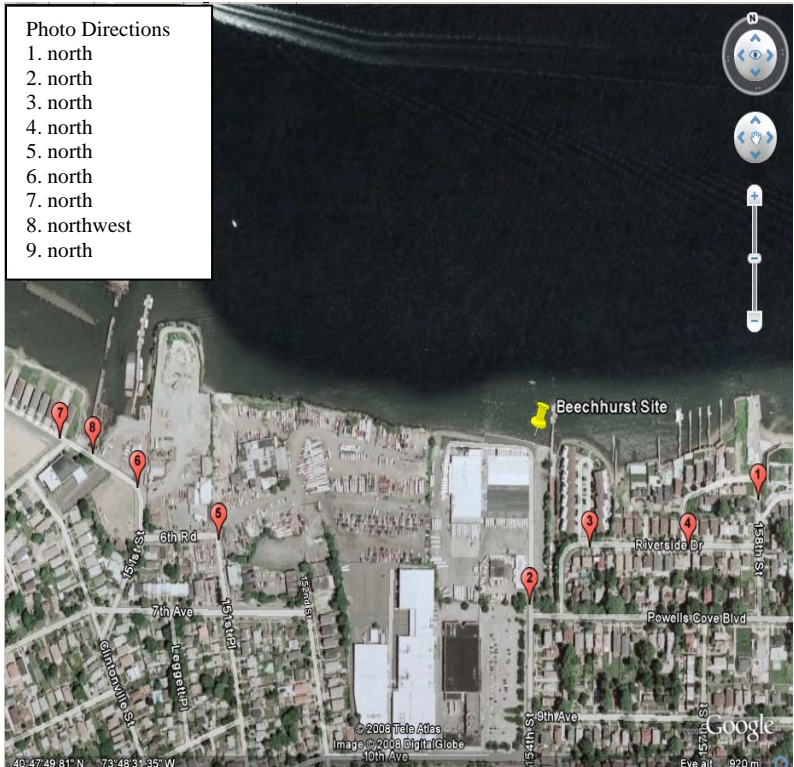 Photo Directions
1. north
2. north
3. north
4. north
5. north
6. north
7. north
8. northwest
9. north
N
Beechhurst Site
7
8
6
1
5
3
4
2
151st St
6th Rd
Riverside Dr
158th St
152nd St
7th Ave
151st Pl
Powells Cove Blvd
Clintonville St
Leggett Pl
154th St
9th Ave
157th St
© 2008 Tele Atlas
Image © 2008 DigitalGlobe
10th Ave
Google
40°47'49.81" N 73°48'31.35" W
Eye alt 920 m